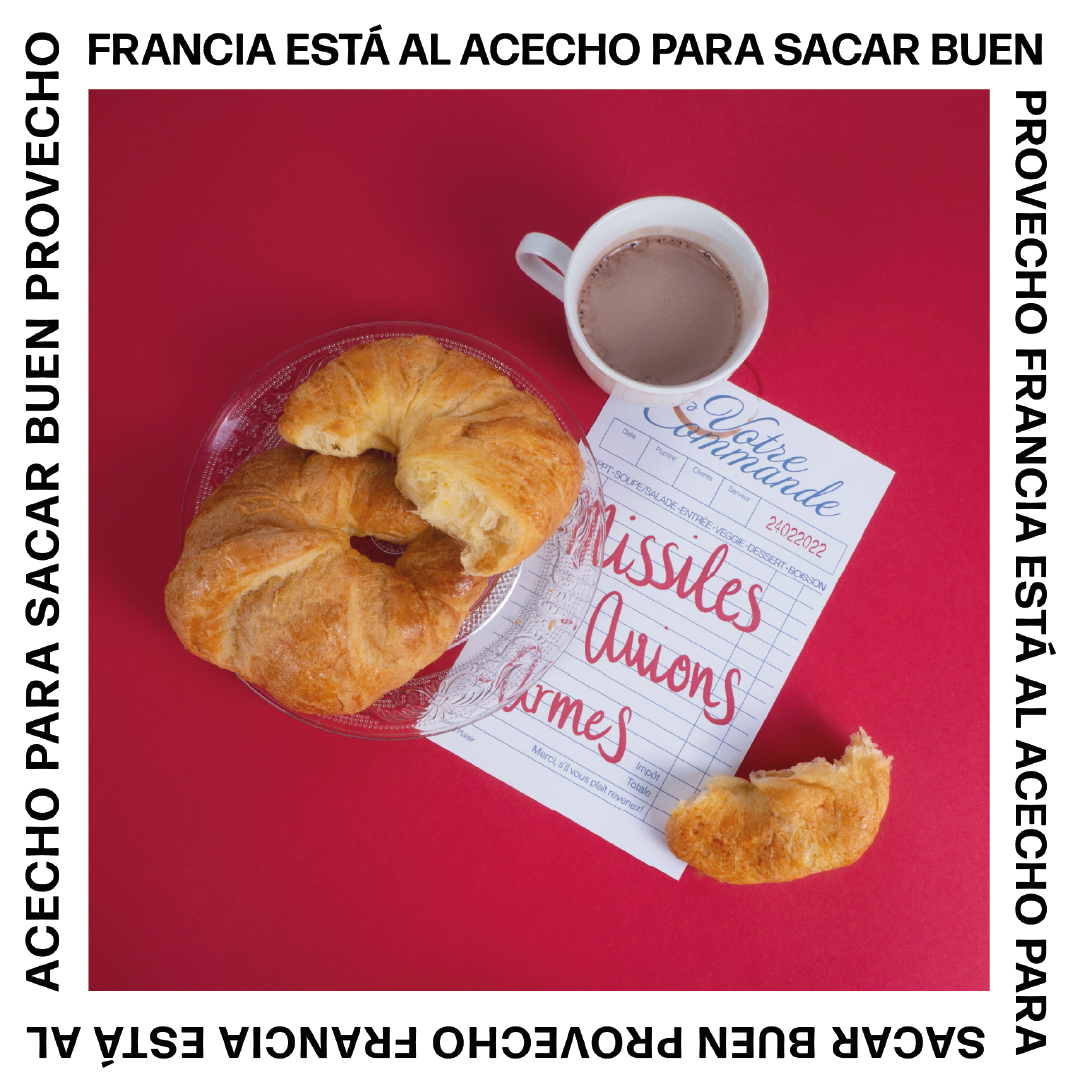 FRANCIA ESTÁ AL ACECHO PARA SACAR BUEN
PROVECHO FRANCIA ESTÁ AL ACECHO PARA
SACAR BUEN PROVECHO FRANCIA ESTÁ AL
ACECHO PARA SACAR BUEN PROVECHO
Votre
Commande
Date Pupitre Clients Serveur
24022022
PPT·SOUPE/SALADE·ENTRÉE·VEGGIE·DESSERT·BOISSON
Missiles
Avions
Armes
Impôt
Totale
Merci, s'il vous plaît revenez!